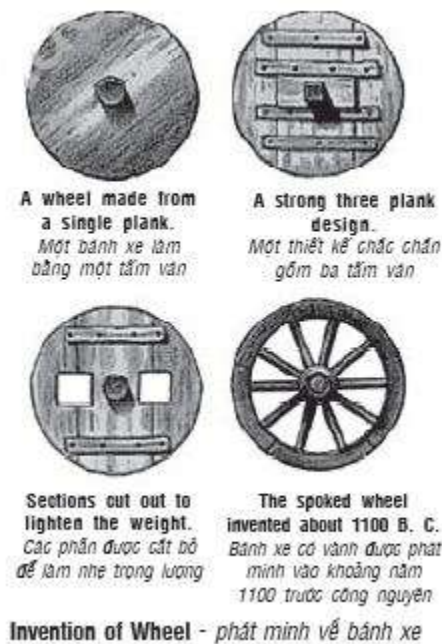 A wheel made from
a single plank.
Một bánh xe làm
bằng một tấm ván
A strong three plank
design.
Một thiết kế chắc chắn
gồm ba tấm ván
Sections cut out to
lighten the weight.
Các phần được cắt bỏ
để làm nhẹ trọng lượng
The spoked wheel
invented about 1100 B. C.
Bánh xe có vành được phát
minh vào khoảng năm
1100 trước công nguyên
Invention of Wheel - phát minh về bánh xe